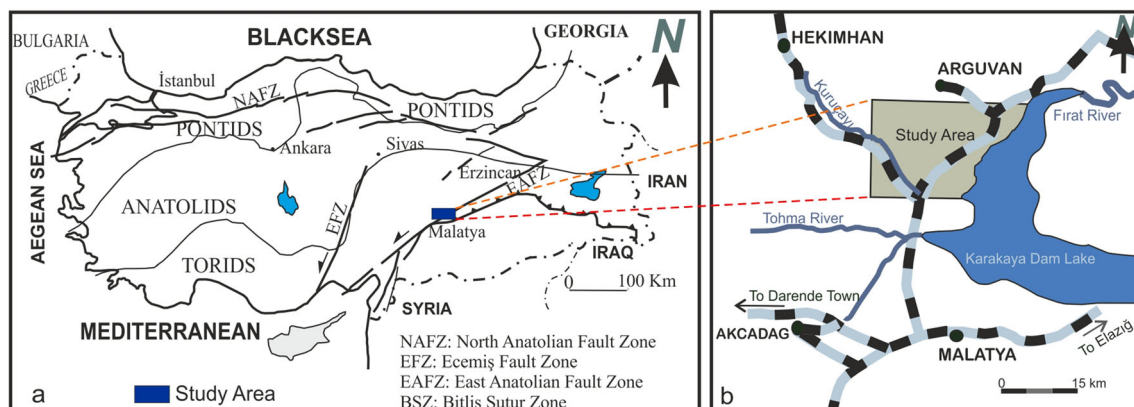 BULGARIA
BLACKSEA
GEORGIA
N
GREECE
İstanbul
NAFZ
PONTIDS
PONTIDS
Ankara
Sivas
Erzincan
EAFZ
IRAN
AEGEAN SEA
ANATOLIDS
EFZ
Malatya
TORIDS
IRAQ
0 100 Km
SYRIA
MEDITERRANEAN
NAFZ: North Anatolian Fault Zone
EFZ: Ecemiş Fault Zone
EAFZ: East Anatolian Fault Zone
BSZ: Bitlis Sutur Zone
a
Study Area
N
HEKIMHAN
ARGUVAN
Kuruçayı
Study Area
Fırat River
Tohma River
Karakaya Dam Lake
To Darende Town
AKCADAG
MALATYA
To Elazığ
0 15 km
b